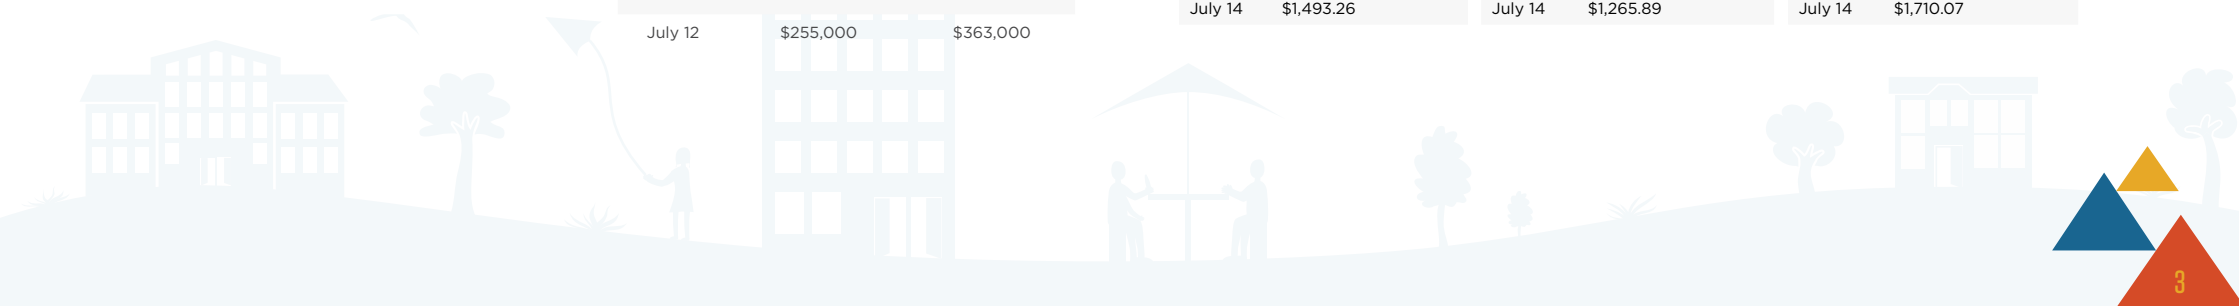 July 12 $255,000 $363,000
July 14 $1,493.26
July 14 $1,265.89
July 14 $1,710.07
3